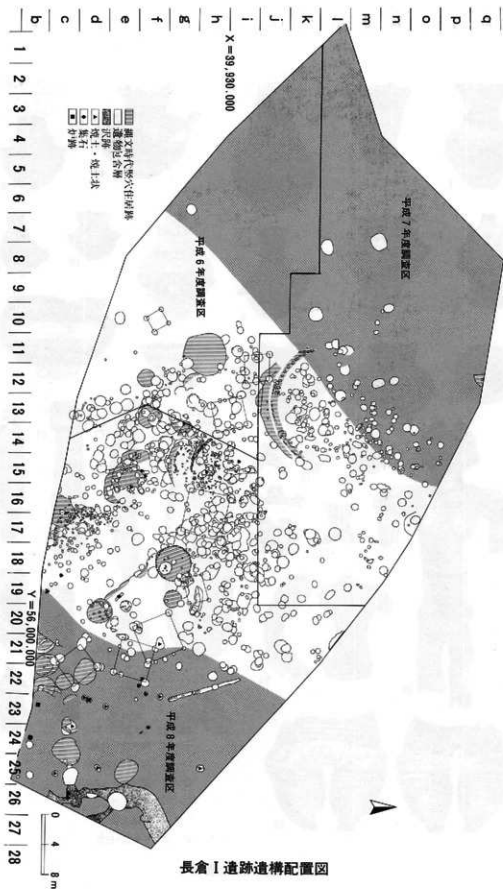 b c d e f g h i j k l m n o p q
1 2 3 4 5 6 7 8 9 10 11 12 13 14 15 16 17 18 19 20 21 22 23 24 25 26 27 28
X=39,930.000
Y=56,000.000
縄文時代竪穴住居跡
遺物包含層
沢跡
焼土・焼土状
集石
炉跡
平成7年度調査区
平成6年度調査区
平成8年度調査区
0 4 8m
長倉Ⅰ遺跡遺構配置図